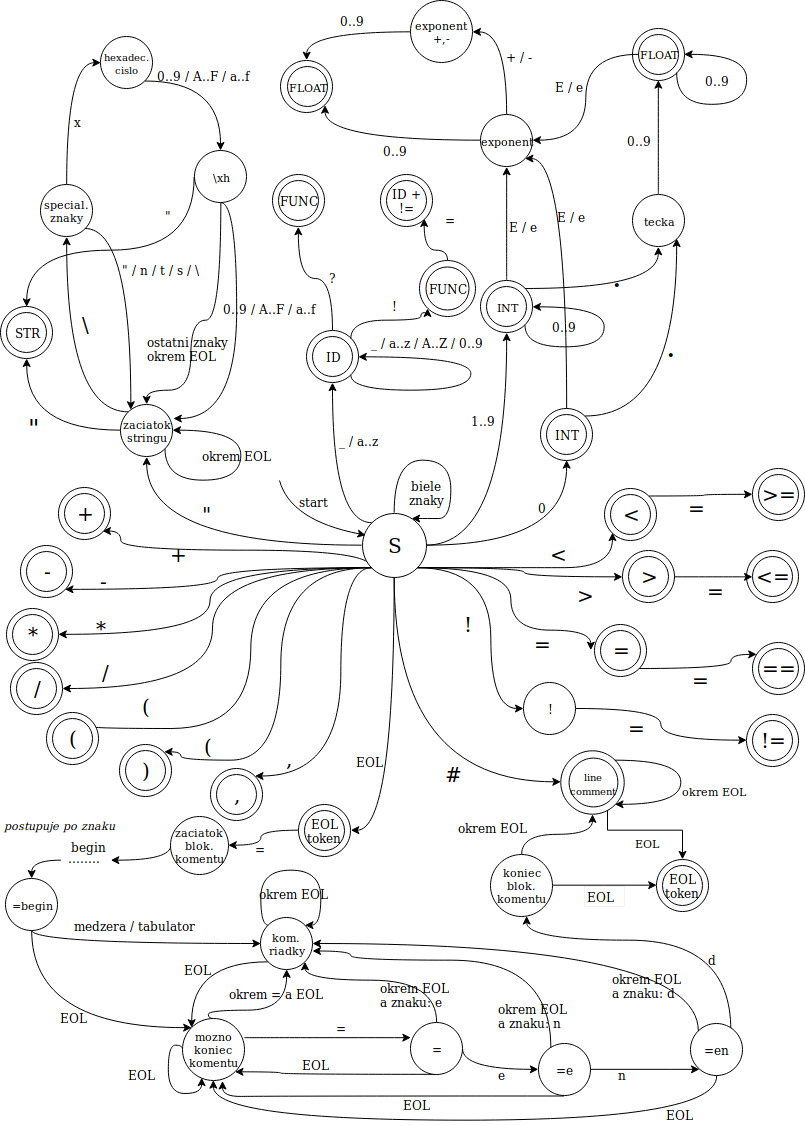 0..9
exponent
+,-
hexadec.
cislo
0..9 / A..F / a..f
+ / -
FLOAT
0..9
FLOAT
E / e
x
0..9
exponent
0..9
\xh
special.
znaky
"
FUNC
ID +
!=
=
E / e
E / e
tecka
" / n / t / s / \
?
FUNC
.
!
INT
0..9
0..9 / A..F / a..f
STR
\
ostatni znaky
okrem EOL
ID
_ / a..z / A..Z / 0..9
.
"
zaciatok
stringu
_ / a..z
1..9
INT
okrem EOL
biele
znaky
start
0
"
+
+
S
<
=
>=
<
-
-
>
>
=
<=
*
*
!
=
=
=
==
/
/
(
!
=
!=
(
(
)
,
,
EOL
#
line
comment
okrem EOL
postupuje po znaku
begin
........
zaciatok
blok.
komentu
=
EOL
token
okrem EOL
EOL
koniec
blok.
komentu
EOL
EOL
token
=begin
okrem EOL
medzera / tabulator
kom.
riadky
d
EOL
okrem = a EOL
okrem EOL
a znaku: e
okrem EOL
a znaku: n
okrem EOL
a znaku: d
EOL
mozno
koniec
komentu
=
=
EOL
EOL
e
=e
n
=en
EOL
EOL